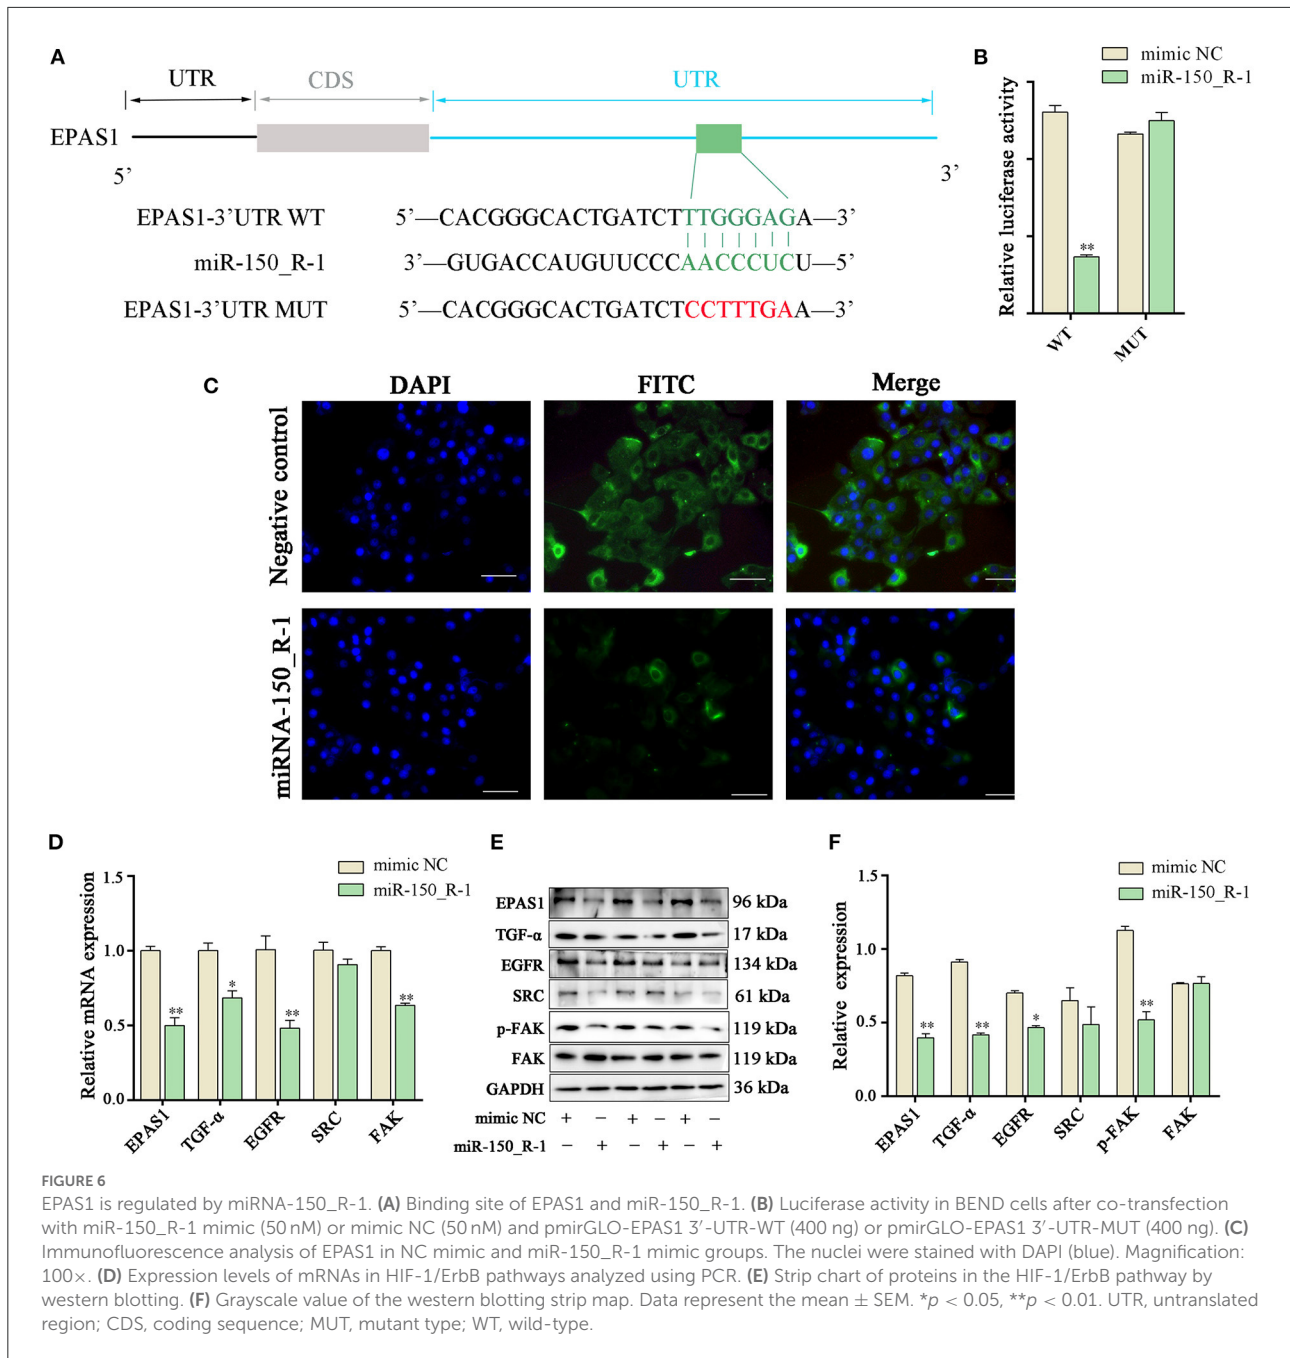 A
UTR CDS UTR
EPAS1
5’ 3’
EPAS1-3’UTR WT 5’—CACGGGCACTGATCTTTGGGAGA—3’
miR-150_R-1 3’—GUGACCAUGUUCCCAACCCUCU—5’
EPAS1-3’UTR MUT 5’—CACGGGCACTGATCTCCTTTGAA—3’
B
mimic NC
miR-150_R-1
Relative luciferase activity
**
WT MUT
C
DAPI FITC Merge
Negative control
miRNA-150_R-1
D
mimic NC
miR-150_R-1
Relative mRNA expression
1.5
1.0
0.5
0.0
** * ** **
EPAS1 TGF-α EGFR SRC FAK
E
EPAS1 96 kDa
TGF-α 17 kDa
EGFR 134 kDa
SRC 61 kDa
p-FAK 119 kDa
FAK 119 kDa
GAPDH 36 kDa
mimic NC + − + − + −
miR-150_R-1 − + − + − +
F
mimic NC
miR-150_R-1
Relative expression
1.5
1.0
0.5
0.0
** ** * **
EPAS1 TGF-α EGFR SRC p-FAK FAK
FIGURE 6
EPAS1 is regulated by miRNA-150_R-1. (A) Binding site of EPAS1 and miR-150_R-1. (B) Luciferase activity in BEND cells after co-transfection
with miR-150_R-1 mimic (50 nM) or mimic NC (50 nM) and pmirGLO-EPAS1 3′-UTR-WT (400 ng) or pmirGLO-EPAS1 3′-UTR-MUT (400 ng). (C)
Immunofluorescence analysis of EPAS1 in NC mimic and miR-150_R-1 mimic groups. The nuclei were stained with DAPI (blue). Magnification:
100×. (D) Expression levels of mRNAs in HIF-1/ErbB pathways analyzed using PCR. (E) Strip chart of proteins in the HIF-1/ErbB pathway by
western blotting. (F) Grayscale value of the western blotting strip map. Data represent the mean ± SEM. *p < 0.05, **p < 0.01. UTR, untranslated
region; CDS, coding sequence; MUT, mutant type; WT, wild-type.